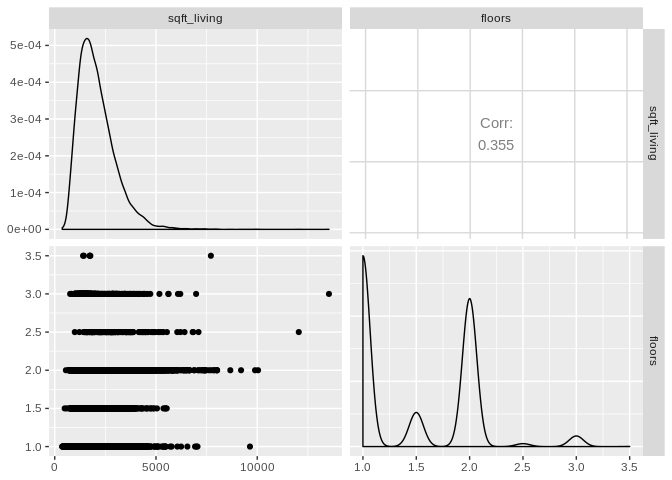 sqft_living
floors
5e-04
4e-04
3e-04
2e-04
1e-04
0e+00
Corr:
0.355
sqft_living
3.5
3.0
2.5
2.0
1.5
1.0
floors
0
5000
10000
1.0
1.5
2.0
2.5
3.0
3.5